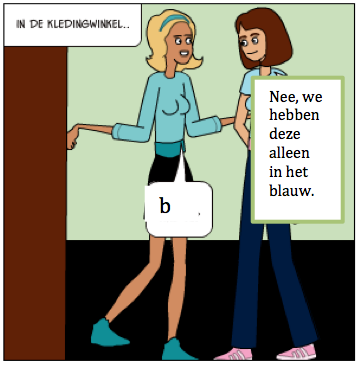 IN DE KLEDINGWINKEL..
Nee, we
hebben
deze
alleen
in het
blauw.
b